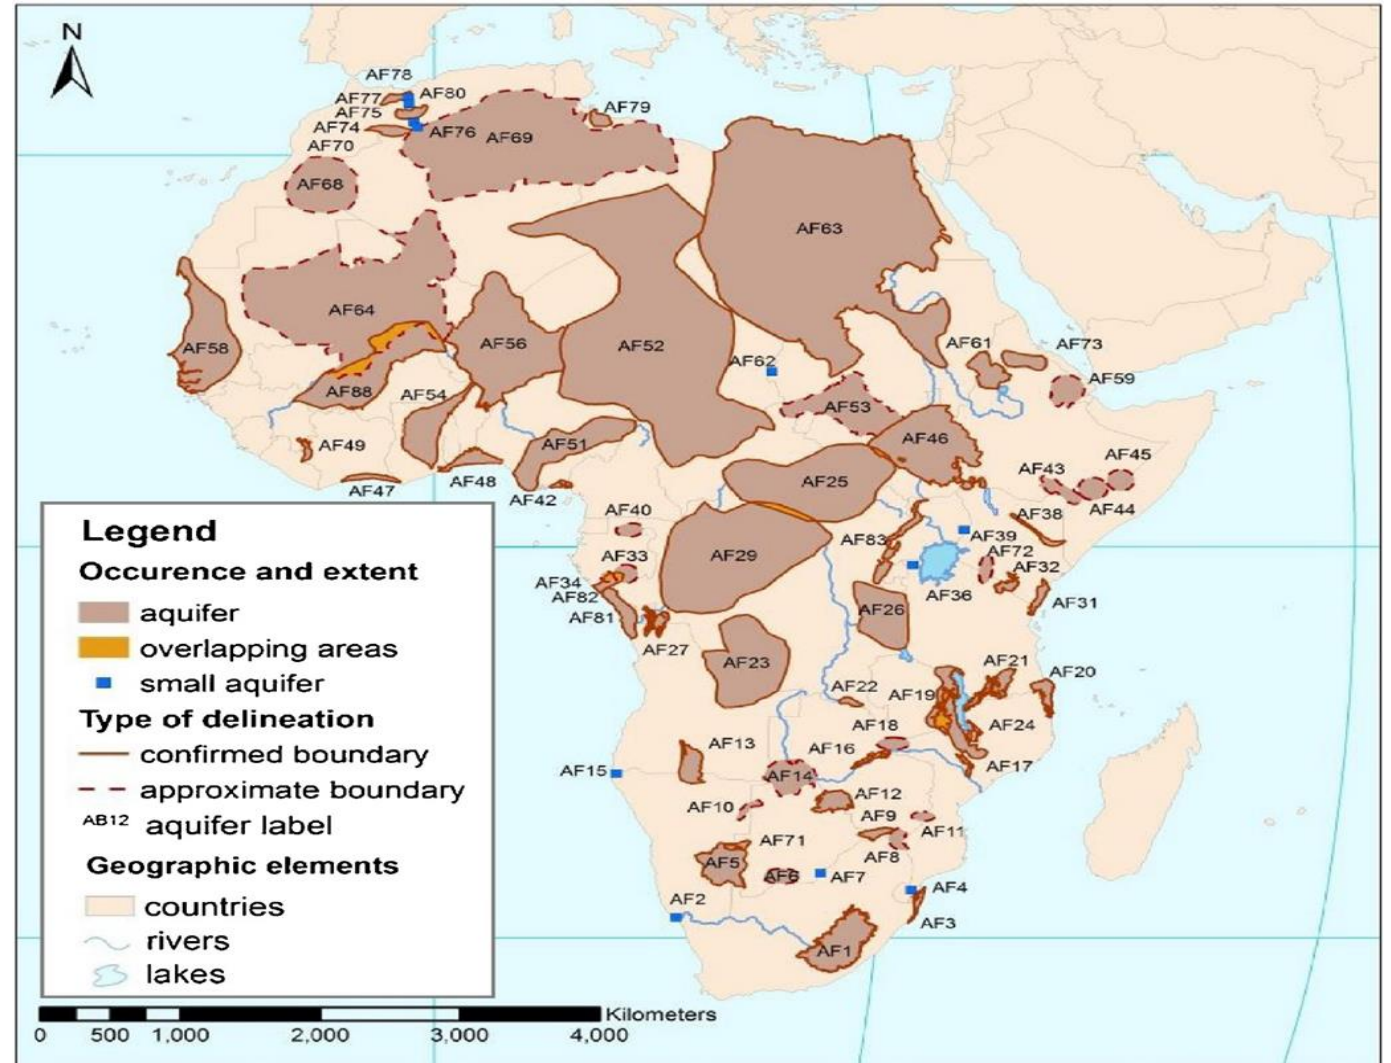 N
AF78
AF77
AF80
AF75
AF79
AF74
AF76
AF69
AF70
AF68
AF63
AF64
AF58
AF56
AF52
AF61
AF73
AF62
AF59
AF88
AF54
AF53
AF49
AF51
AF46
AF45
AF43
AF47
AF48
AF42
AF25
AF44
AF40
AF38
AF83
AF39
AF29
AF72
AF33
AF32
AF34
AF82
AF36
AF31
AF81
AF26
AF27
AF23
AF21
AF20
AF22
AF19
AF18
AF24
AF13
AF16
AF15
AF14
AF17
AF10
AF12
AF9
AF11
AF71
AF8
AF5
AF6
AF7
AF4
AF2
AF3
AF1
Legend
Occurence and extent
aquifer
overlapping areas
small aquifer
Type of delineation
confirmed boundary
approximate boundary
AB12 aquifer label
Geographic elements
countries
rivers
lakes
Kilometers
0 500 1,000 2,000 3,000 4,000